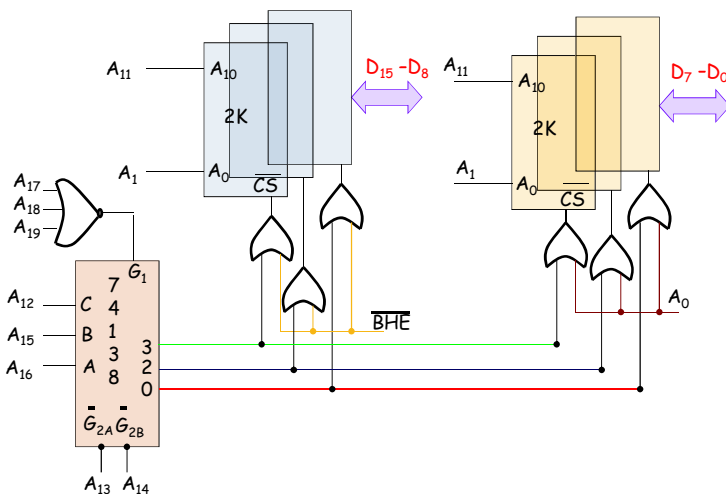 A11
A10
D15 -D8
2K
A1
A0
CS
A11
A10
D7 -D0
2K
A1
A0
CS
A17
A18
A19
G1
A12
C
A15
B
A16
A
7
4
1
3
8
3
2
0
G2A G2B
A13 A14
BHE
A0